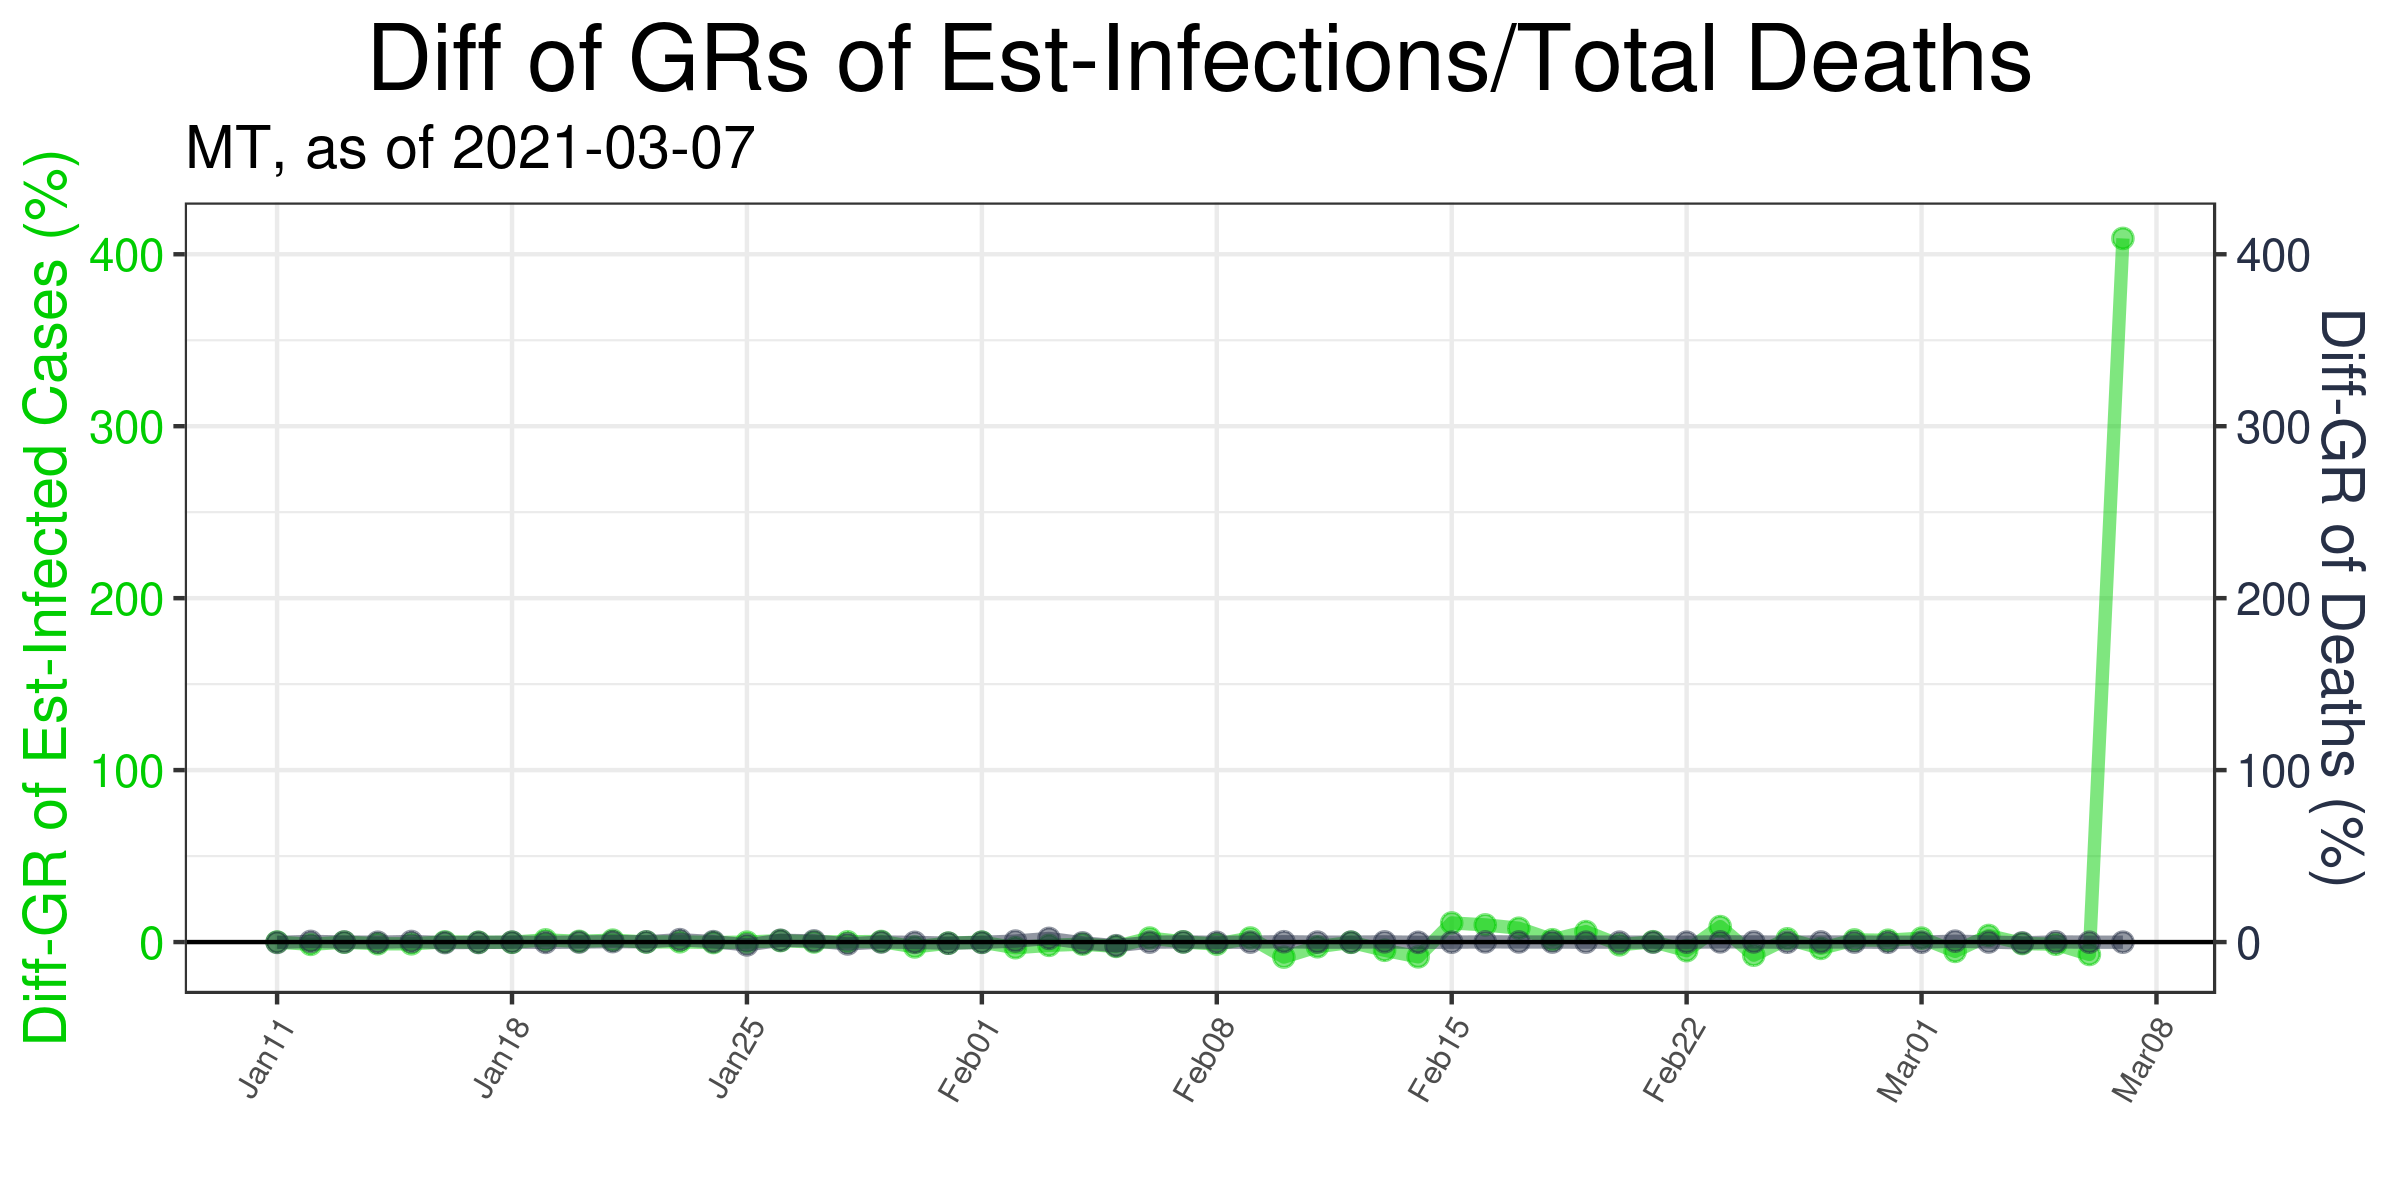 Diff of GRs of Est-Infections/Total Deaths
MT, as of 2021-03-07
Diff-GR of Est-Infected Cases (%)
400
300
200
100
0
400
300
200
100
0
Diff-GR of Deaths (%)
Jan11
Jan18
Jan25
Feb01
Feb08
Feb15
Feb22
Mar01
Mar08